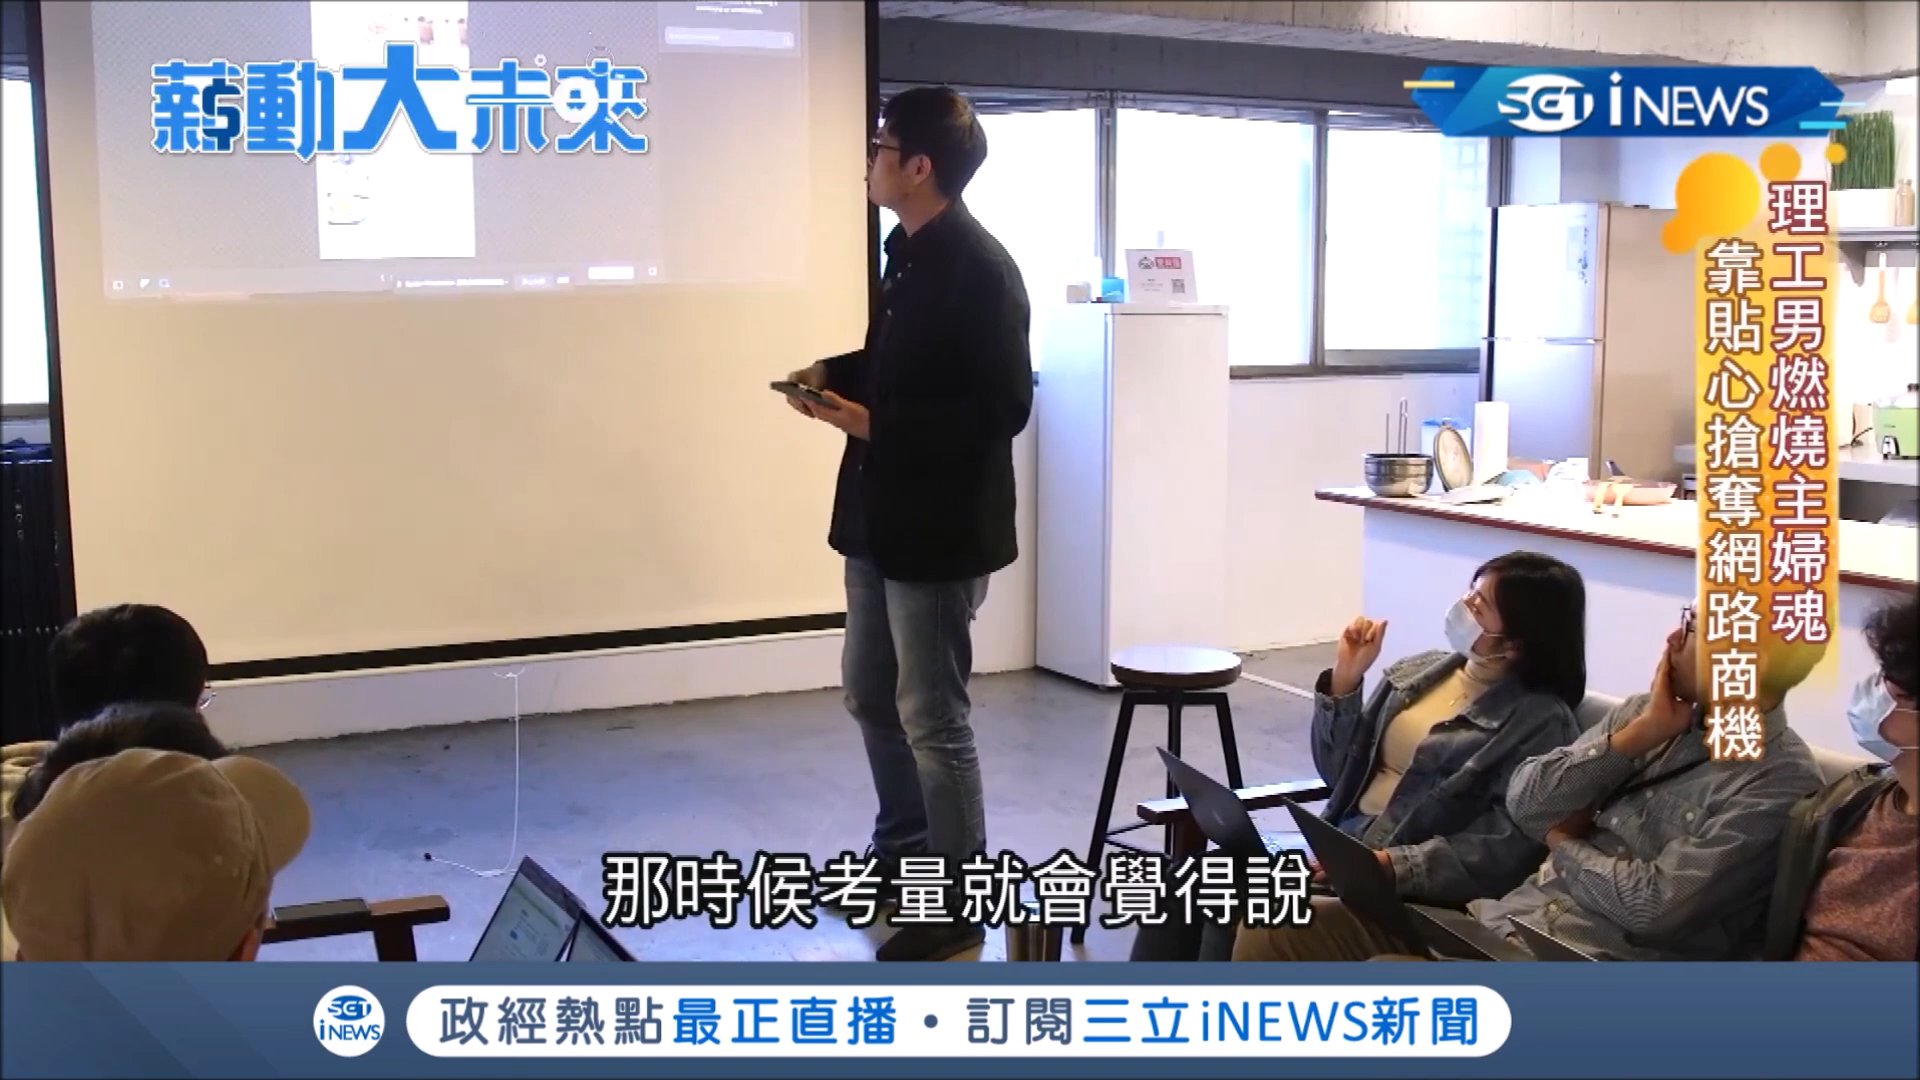 薪動大未來
SET iNEWS
理工男燃燒主婦魂
靠貼心搶奪網路商機
那時候考量就會覺得說
SET iNEWS
政經熱點最正直播・訂閱三立iNEWS新聞